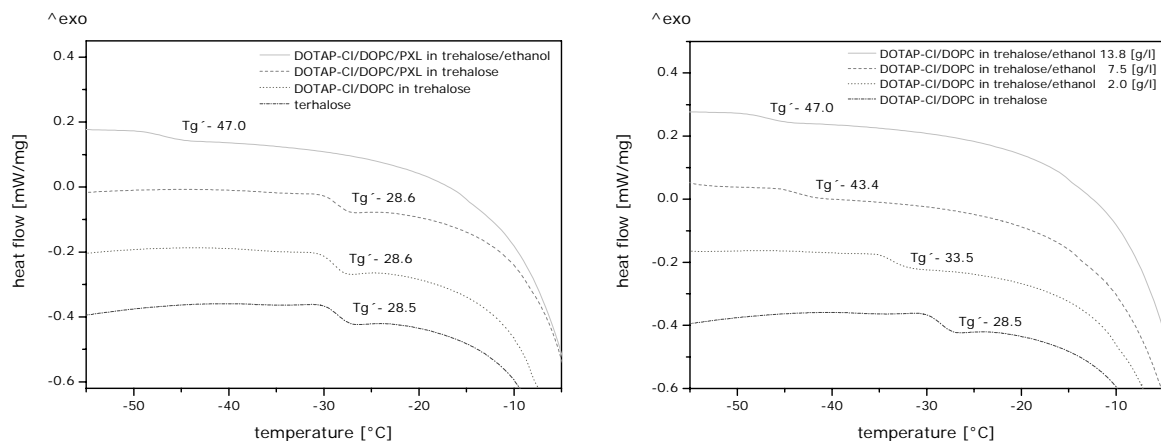 ^exo
0.4
0.2
0.0
-0.2
-0.4
-0.6
heat flow [mW/mg]
DOTAP-Cl/DOPC/PXL in trehalose/ethanol
DOTAP-Cl/DOPC/PXL in trehalose
DOTAP-Cl/DOPC in trehalose
terhalose
Tg´- 47.0
Tg´- 28.6
Tg´- 28.6
Tg´- 28.5
-50 -40 -30 -20 -10
temperature [°C]
^exo
0.4
0.2
0.0
-0.2
-0.4
-0.6
heat flow [mW/mg]
DOTAP-Cl/DOPC in trehalose/ethanol 13.8 [g/l]
DOTAP-Cl/DOPC in trehalose/ethanol 7.5 [g/l]
DOTAP-Cl/DOPC in trehalose/ethanol 2.0 [g/l]
DOTAP-Cl/DOPC in trehalose
Tg´- 47.0
Tg´- 43.4
Tg´- 33.5
Tg´- 28.5
-50 -40 -30 -20 -10
temperature [°C]